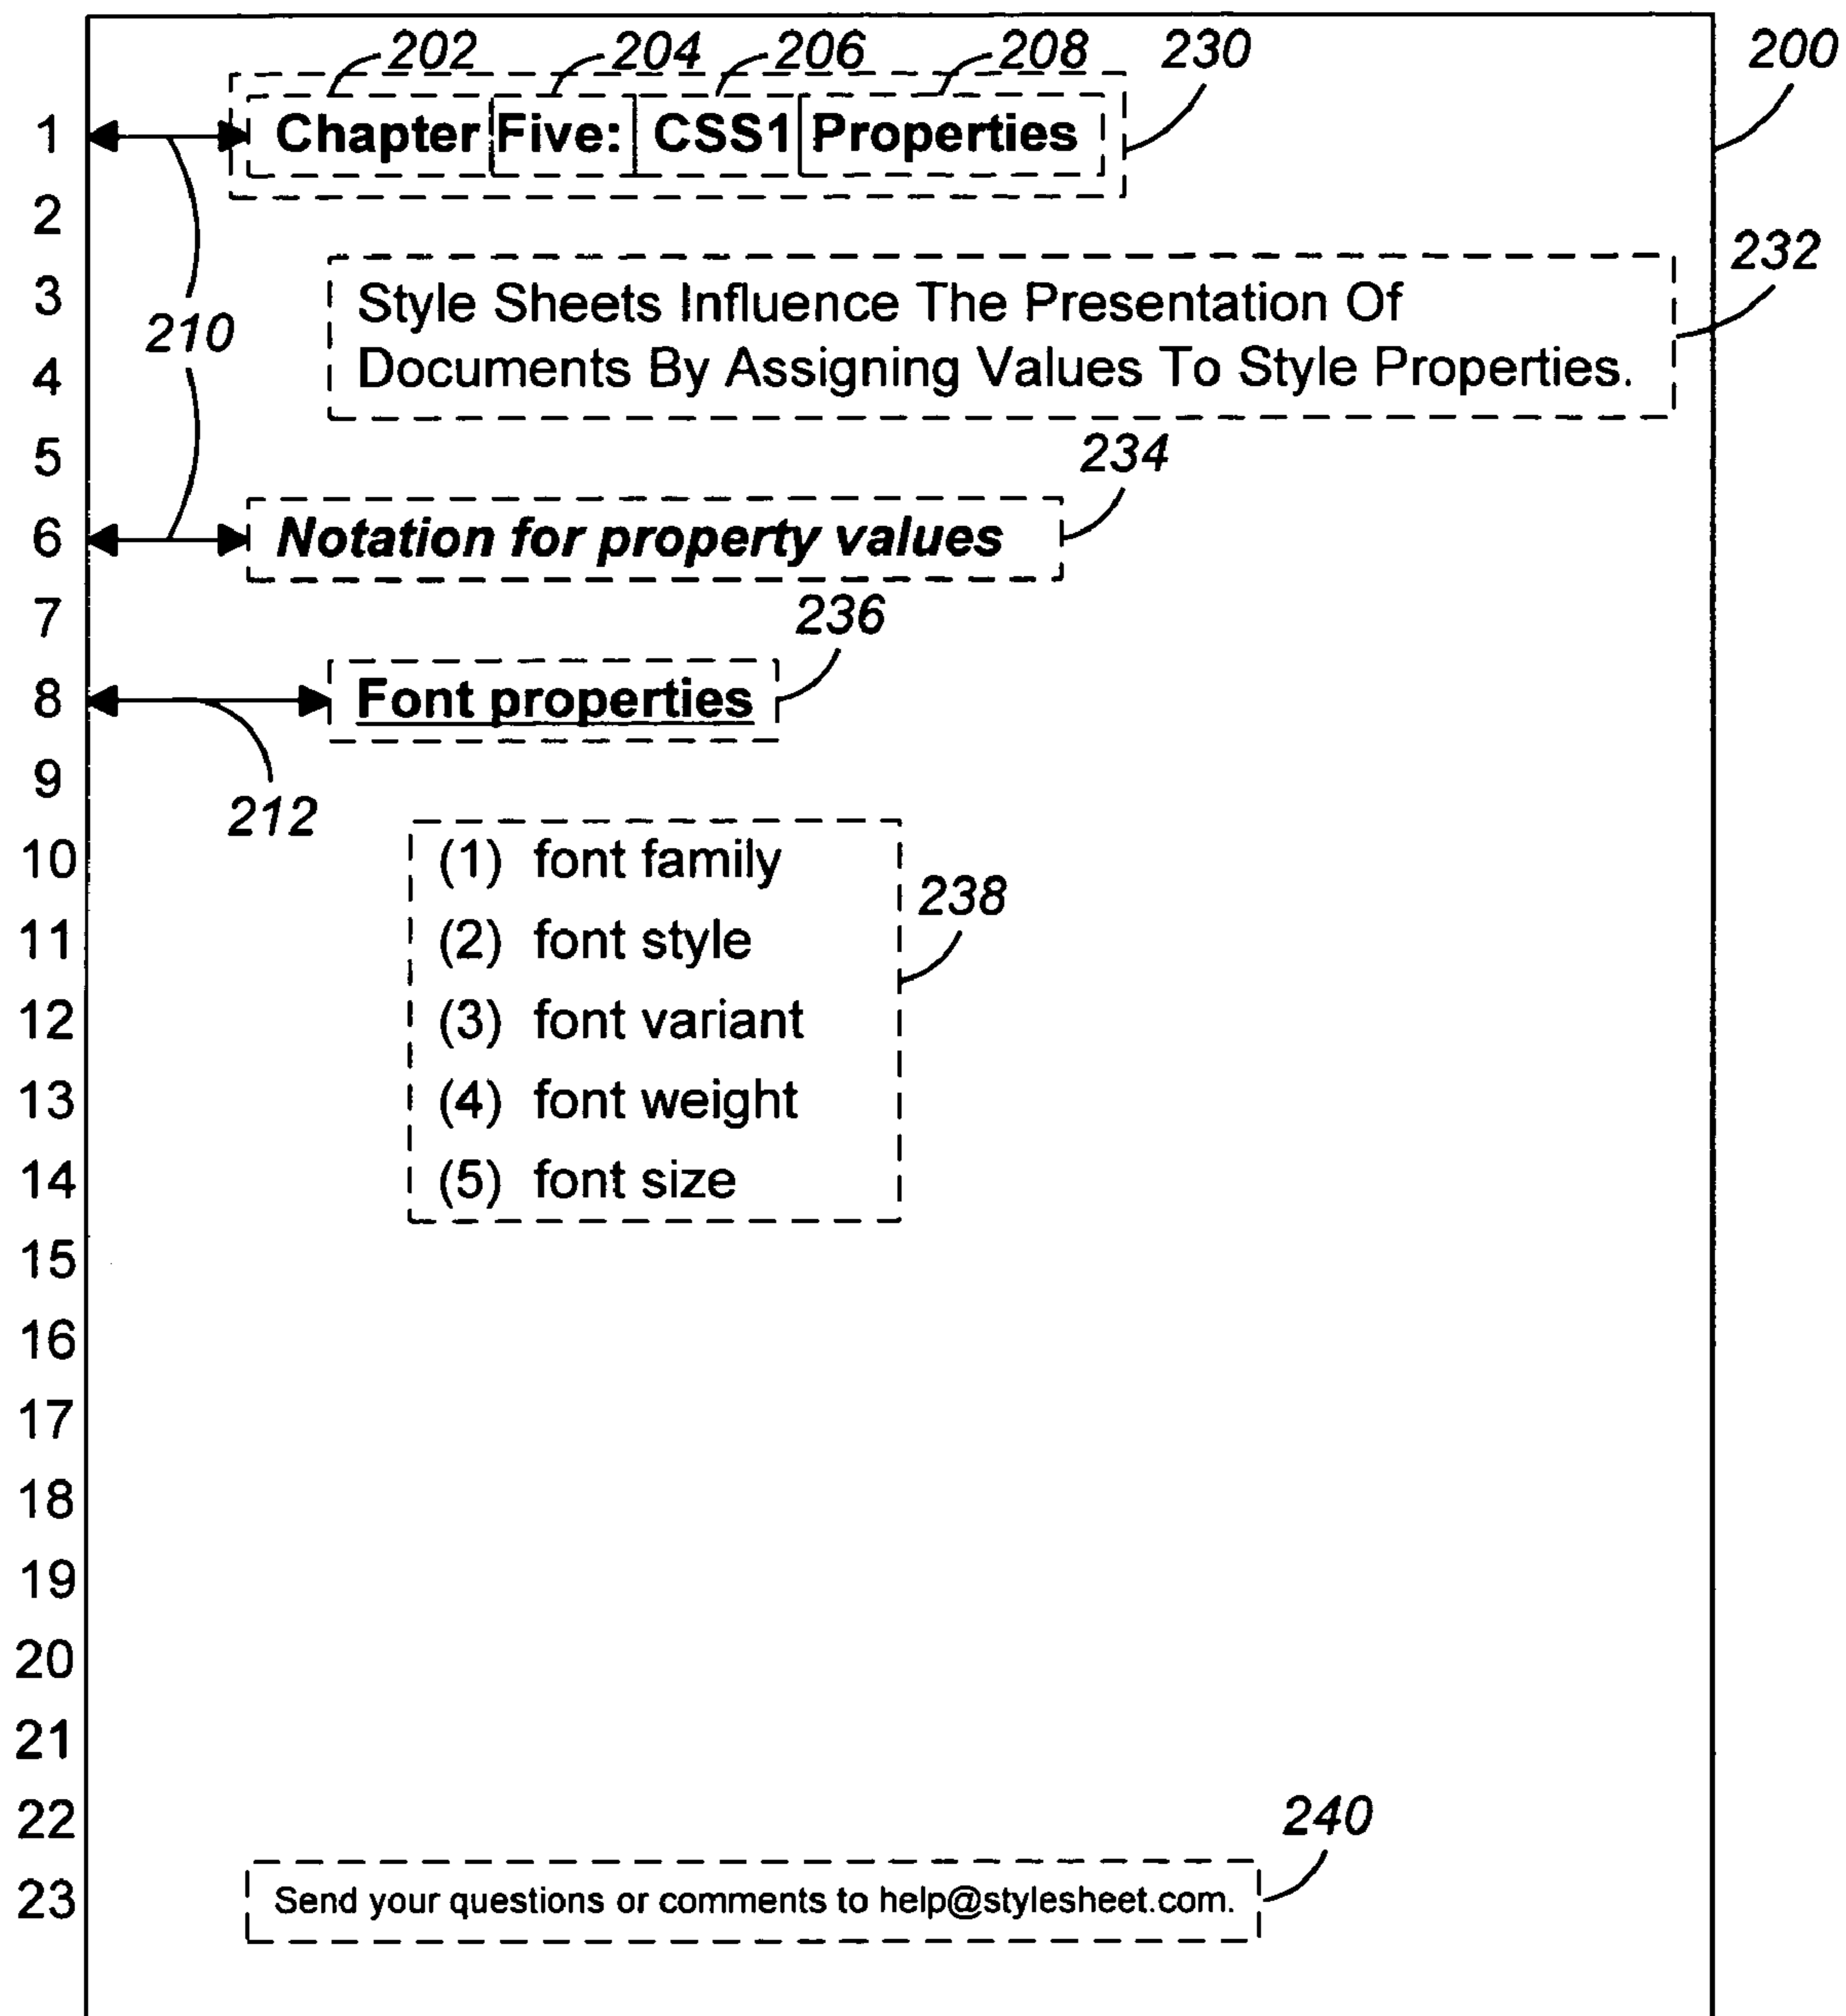 202 204 206 208 230 200
1 Chapter Five: CSS1 Properties
2
232
3 Style Sheets Influence The Presentation Of
210
4 Documents By Assigning Values To Style Properties.
5 234
6 Notation for property values
7 236
8 Font properties
9
212
10 (1) font family
238
11 (2) font style
12 (3) font variant
13 (4) font weight
14 (5) font size
15
16
17
18
19
20
21
22 240
23 Send your questions or comments to help@stylesheet.com.